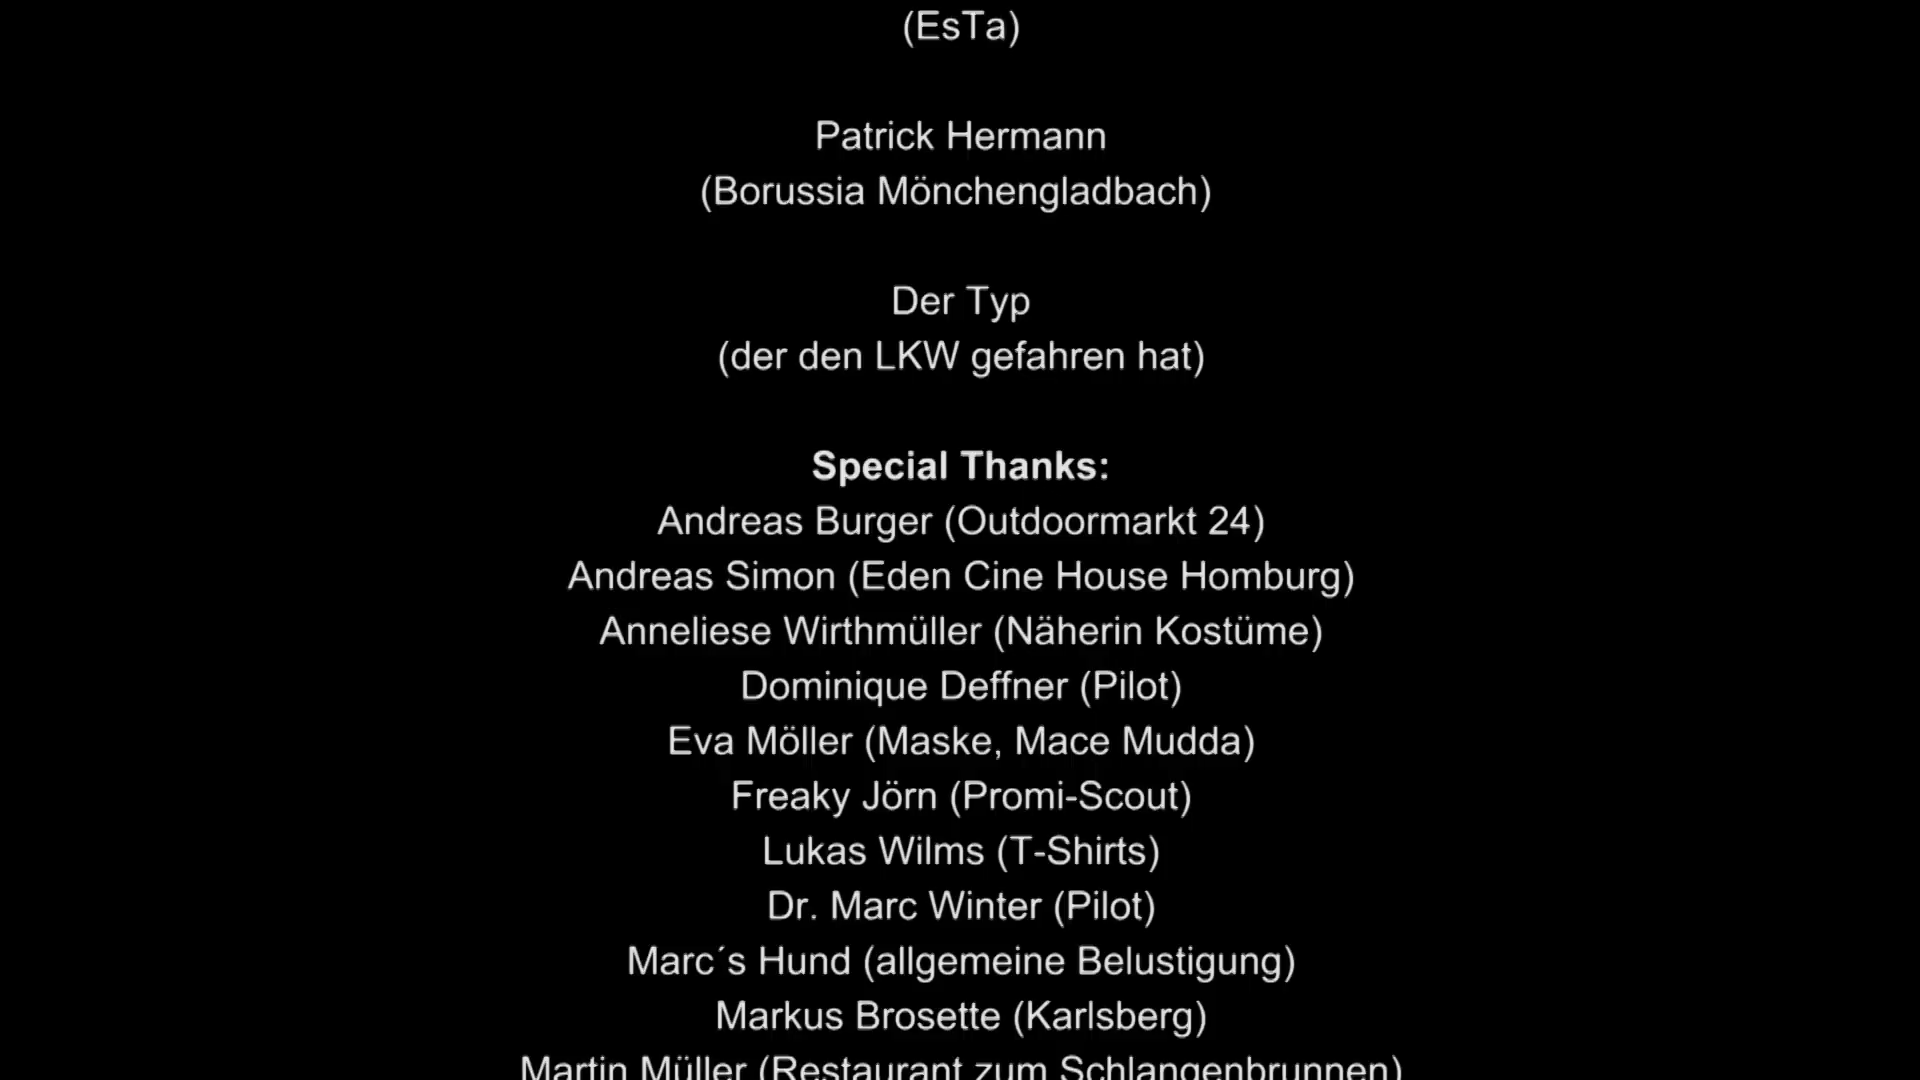 (EsTa)
Patrick Hermann
(Borussia Mönchengladbach)
Der Typ
(der den LKW gefahren hat)
Special Thanks:
Andreas Burger (Outdoormarkt 24)
Andreas Simon (Eden Cine House Homburg)
Anneliese Wirthmüller (Näherin Kostüme)
Dominique Deffner (Pilot)
Eva Möller (Maske, Mace Mudda)
Freaky Jörn (Promi-Scout)
Lukas Wilms (T-Shirts)
Dr. Marc Winter (Pilot)
Marc´s Hund (allgemeine Belustigung)
Markus Brosette (Karlsberg)
Martin Müller (Restaurant zum Schlangenbrunnen)